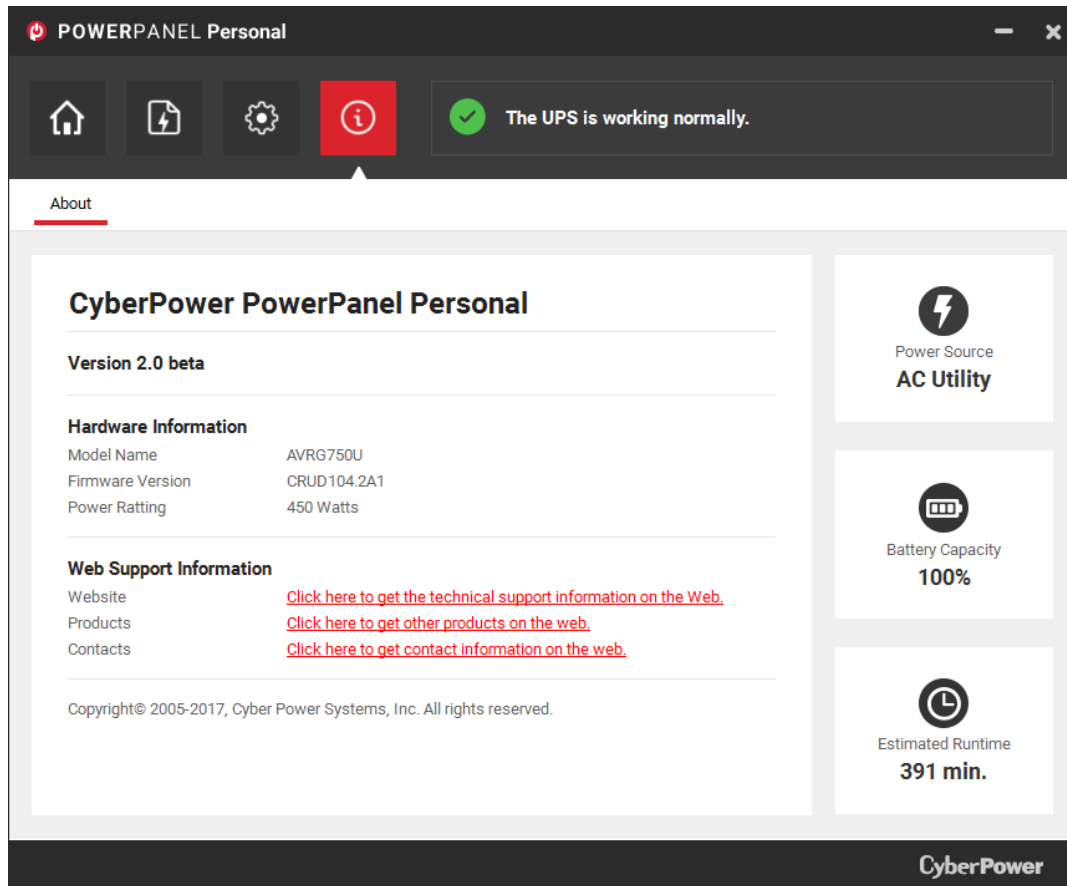 POWERPANEL Personal
The UPS is working normally.
About
CyberPower PowerPanel Personal
Version 2.0 beta
Hardware Information
Model Name AVRG750U
Firmware Version CRUD104.2A1
Power Ratting 450 Watts
Web Support Information
Website Click here to get the technical support information on the Web.
Products Click here to get other products on the web.
Contacts Click here to get contact information on the web.
Copyright© 2005-2017, Cyber Power Systems, Inc. All rights reserved.
Power Source
AC Utility
Battery Capacity
100%
Estimated Runtime
391 min.
CyberPower